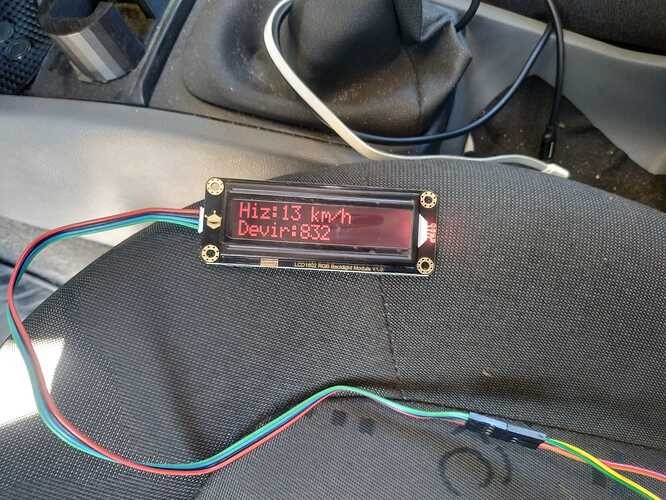 Hiz:13 km/h
Devir:832
LCD1602 RGB Backlight Module V1.0